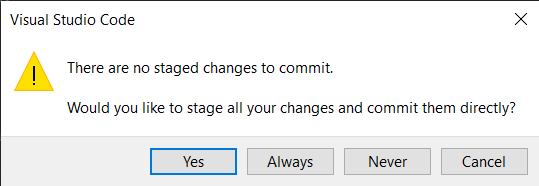 Visual Studio Code
There are no staged changes to commit.
Would you like to stage all your changes and commit them directly?
Yes Always Never Cancel